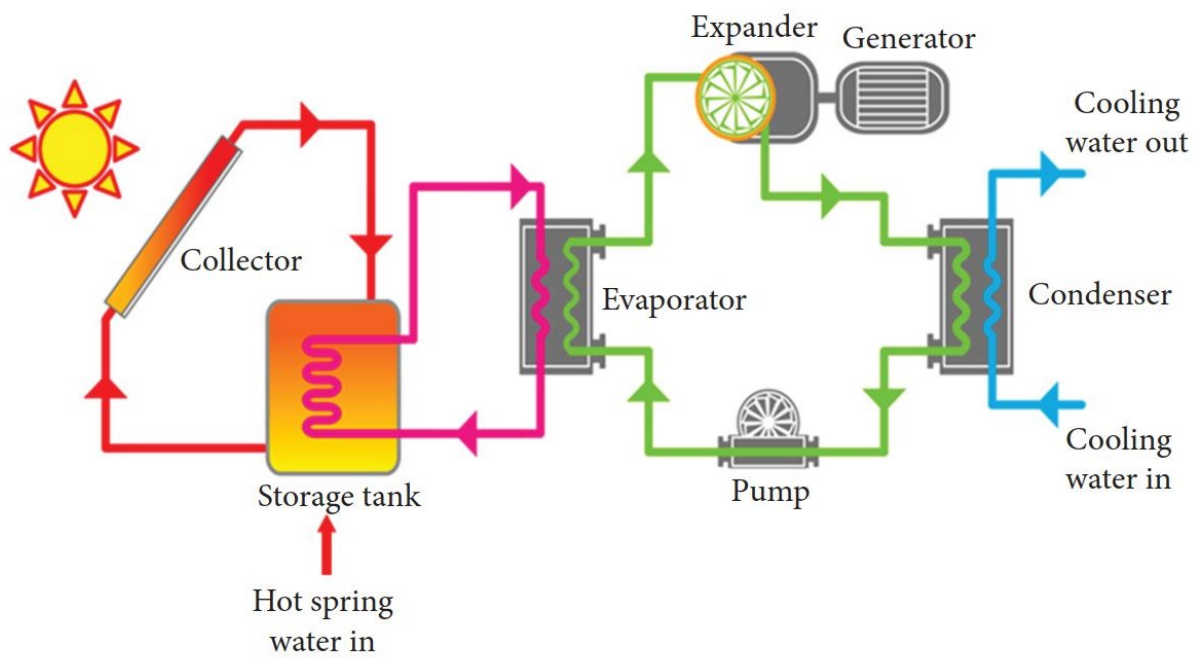 Expander
Generator
Cooling
water out
Collector
Evaporator
Condenser
Storage tank
Pump
Cooling
water in
Hot spring
water in